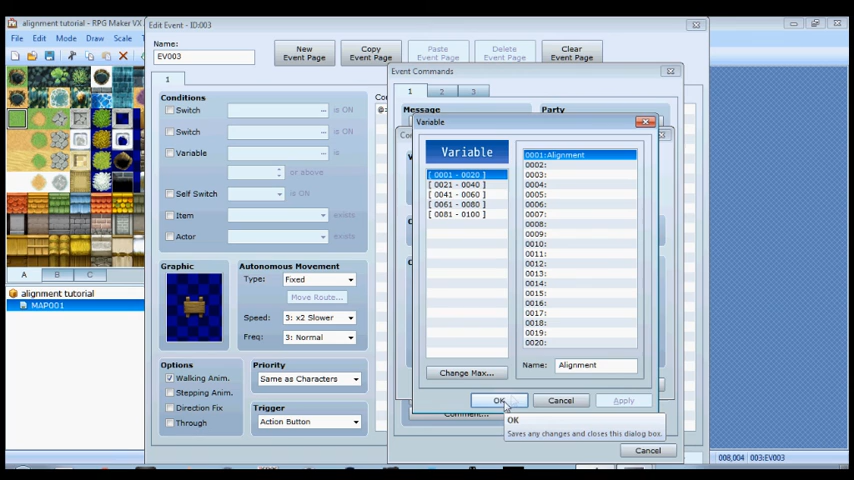 alignment tutorial - RPG Maker VX
File Edit Mode Draw Scale
A B C
alignment tutorial
MAP001
Edit Event - ID:003
Name:
EV003
New Event Page
Copy Event Page
Paste Event Page
Delete Event Page
Clear Event Page
1
Conditions
Switch ... is ON
Switch ... is ON
Variable ... is
or above
Self Switch is ON
Item exists
Actor exists
Graphic
Autonomous Movement
Type: Fixed
Move Route...
Speed: 3: x2 Slower
Freq: 3: Normal
Options
Walking Anim.
Stepping Anim.
Direction Fix
Through
Priority
Same as Characters
Trigger
Action Button
Event Commands
1 2 3
Message
Party
Variable
Variable
[ 0001 - 0020 ]
[ 0021 - 0040 ]
[ 0041 - 0060 ]
[ 0061 - 0080 ]
[ 0081 - 0100 ]
Change Max...
0001:Alignment
0002:
0003:
0004:
0005:
0006:
0007:
0008:
0009:
0010:
0011:
0012:
0013:
0014:
0015:
0016:
0017:
0018:
0019:
0020:
Name: Alignment
OK Cancel Apply
Comment...
OK
Saves any changes and closes this dialog box.
Cancel
008,004 003:EV003